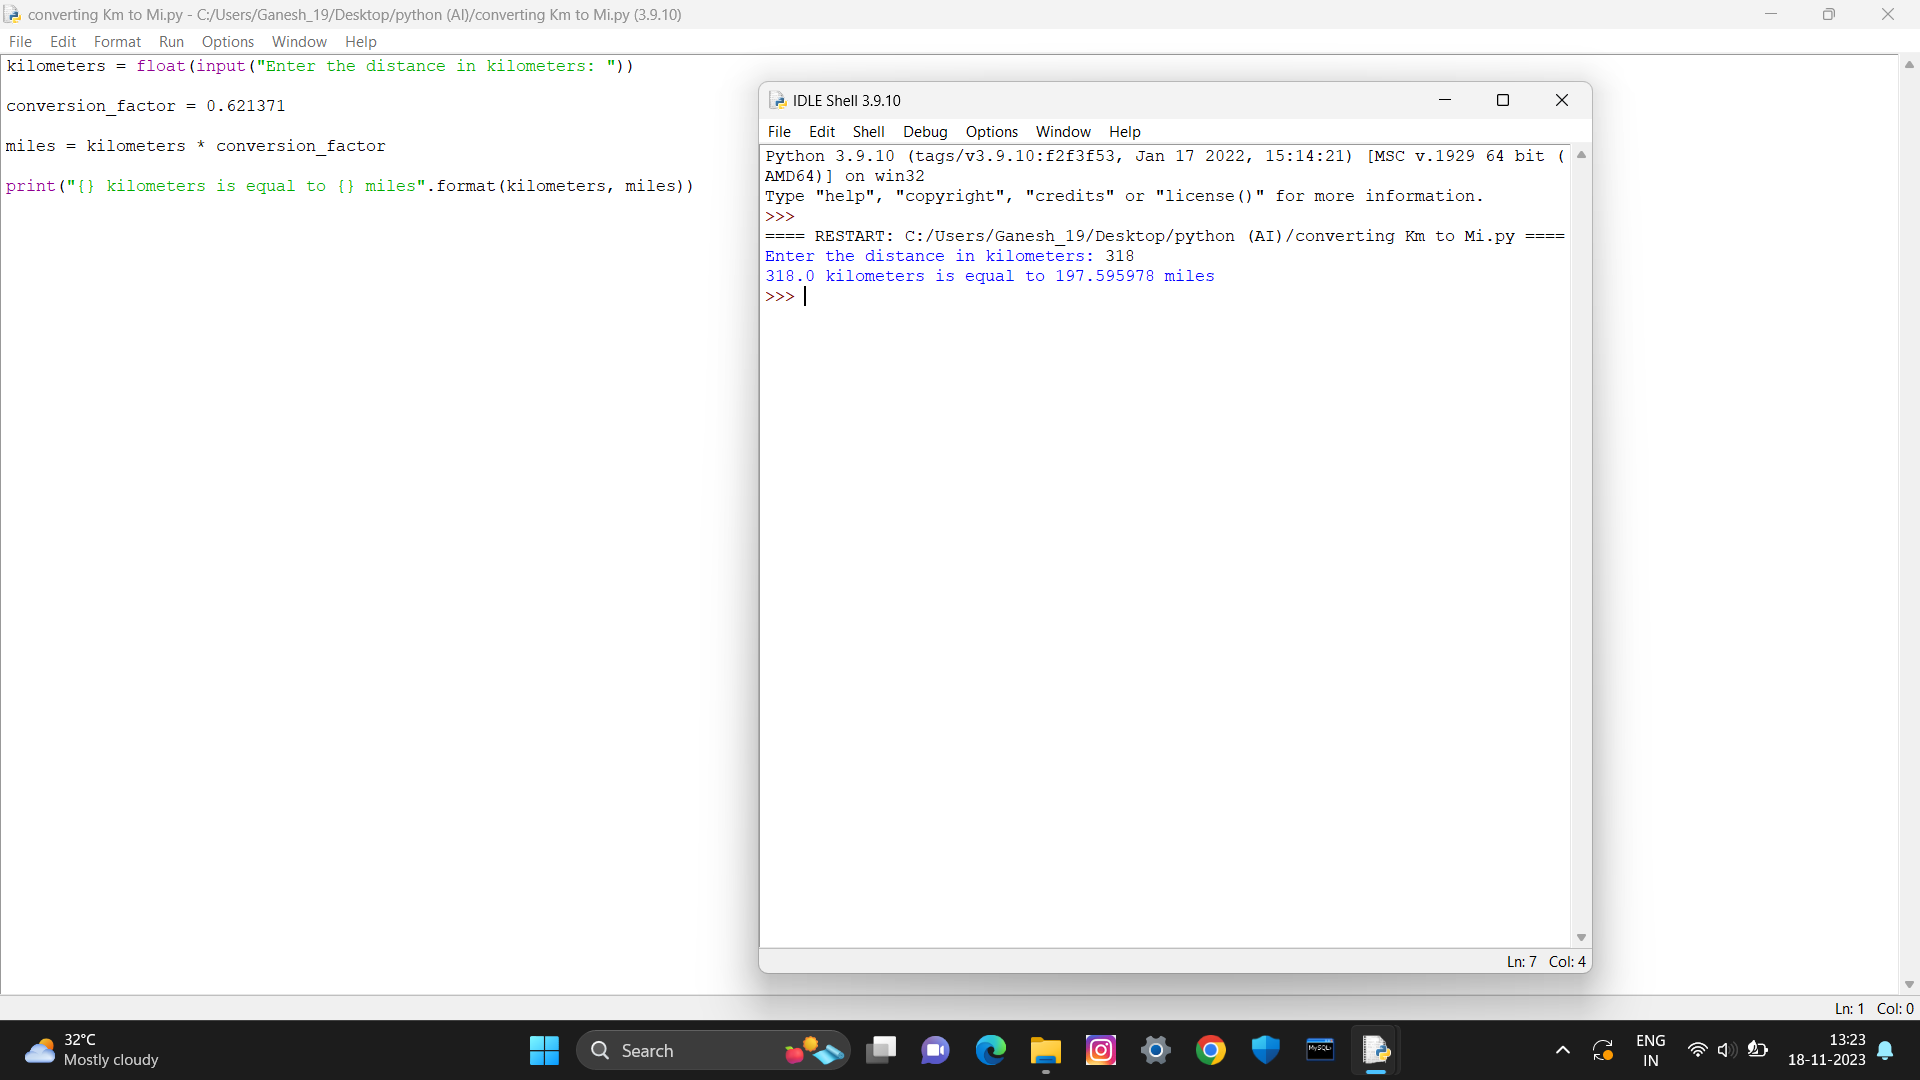 converting Km to Mi.py - C:/Users/Ganesh_19/Desktop/python (AI)/converting Km to Mi.py (3.9.10)
File Edit Format Run Options Window Help
kilometers = float(input("Enter the distance in kilometers: "))
conversion_factor = 0.621371
miles = kilometers * conversion_factor
print("{} kilometers is equal to {} miles".format(kilometers, miles))
IDLE Shell 3.9.10
File Edit Shell Debug Options Window Help
Python 3.9.10 (tags/v3.9.10:f2f3f53, Jan 17 2022, 15:14:21) [MSC v.1929 64 bit (
AMD64)] on win32
Type "help", "copyright", "credits" or "license()" for more information.
>>>
==== RESTART: C:/Users/Ganesh_19/Desktop/python (AI)/converting Km to Mi.py ====
Enter the distance in kilometers: 318
318.0 kilometers is equal to 197.595978 miles
>>>
Ln: 7 Col: 4
Ln: 1 Col: 0
32°C
Mostly cloudy
Search
MySQL
ENG
IN
13:23
18-11-2023